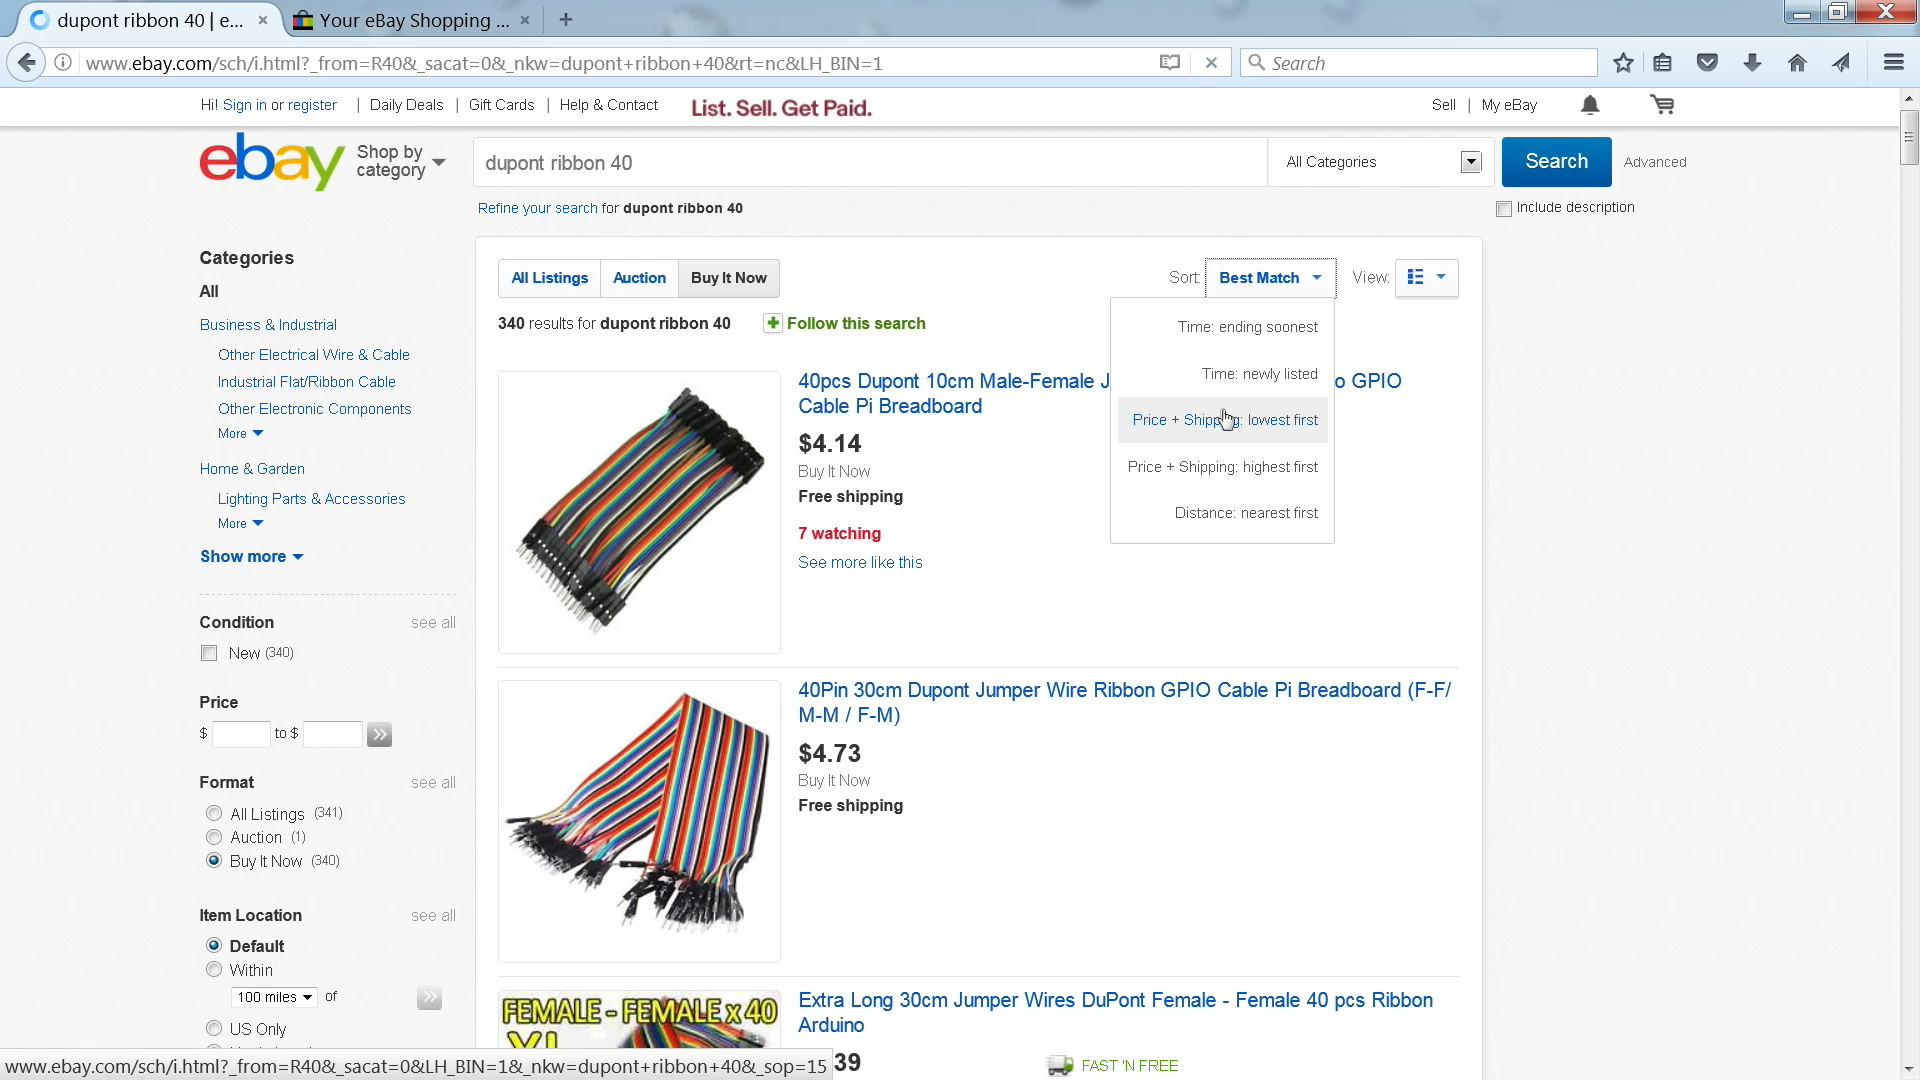 dupont ribbon 40 | e...
Your eBay Shopping ...
www.ebay.com/sch/i.html?_from=R40&_sacat=0&_nkw=dupont+ribbon+40&rt=nc&LH_BIN=1
Search
Hi! Sign in or register | Daily Deals | Gift Cards | Help & Contact
List. Sell. Get Paid.
Sell | My eBay
ebay
Shop by
category
dupont ribbon 40
All Categories
Search
Advanced
Refine your search for dupont ribbon 40
Include description
Categories
All
Business & Industrial
Other Electrical Wire & Cable
Industrial Flat/Ribbon Cable
Other Electronic Components
More
Home & Garden
Lighting Parts & Accessories
More
Show more
Condition see all
New (340)
Price
$ to $
Format see all
All Listings (341)
Auction (1)
Buy It Now (340)
Item Location see all
Default
Within
100 miles of
US Only
All Listings
Auction
Buy It Now
Sort: Best Match
View:
340 results for dupont ribbon 40
Follow this search
Time: ending soonest
Time: newly listed
Price + Shipping: lowest first
Price + Shipping: highest first
Distance: nearest first
40pcs Dupont 10cm Male-Female J o GPIO
Cable Pi Breadboard
$4.14
Buy It Now
Free shipping
7 watching
See more like this
40Pin 30cm Dupont Jumper Wire Ribbon GPIO Cable Pi Breadboard (F-F/
M-M / F-M)
$4.73
Buy It Now
Free shipping
FEMALE - FEMALE x 40
XL
Extra Long 30cm Jumper Wires DuPont Female - Female 40 pcs Ribbon
Arduino
39
FAST 'N FREE
www.ebay.com/sch/i.html?_from=R40&_sacat=0&LH_BIN=1&_nkw=dupont+ribbon+40&_sop=15